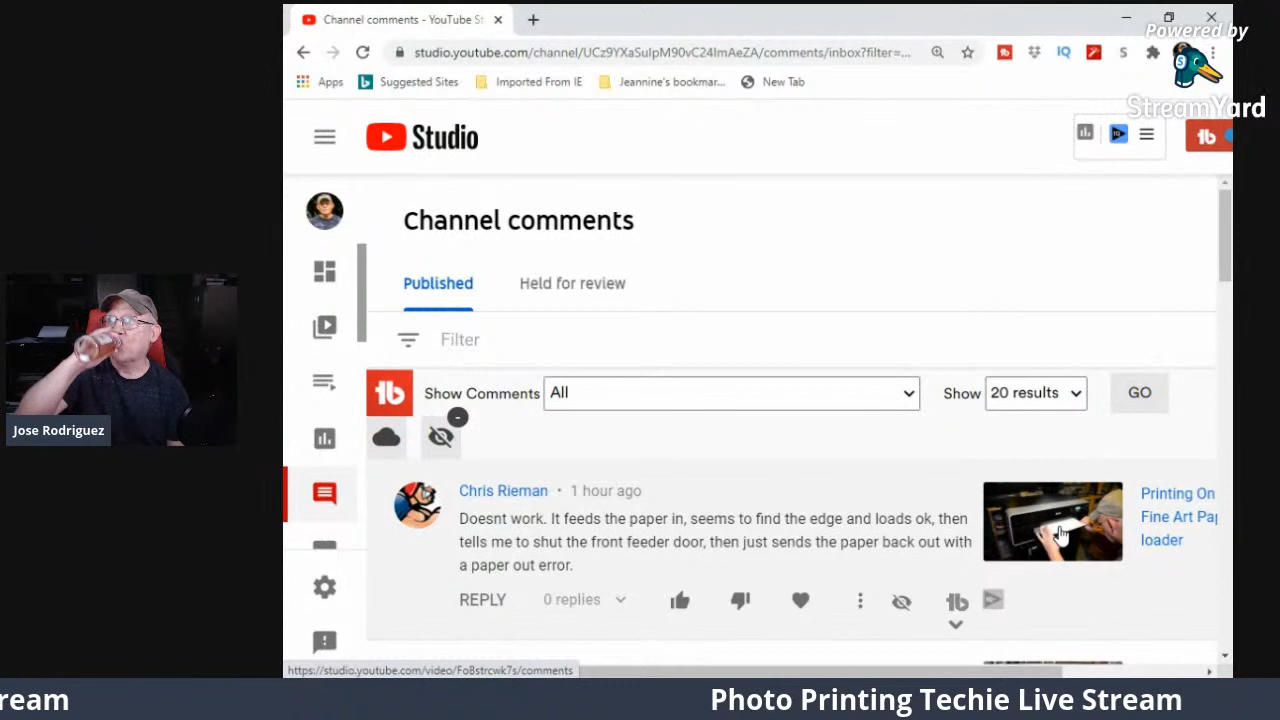 Channel comments - YouTube St
Powered by
StreamYard
studio.youtube.com/channel/UCz9YXaSuIpM90vC24ImAeZA/comments/inbox?filter=...
IQ
S
Apps
Suggested Sites
Imported From IE
Jeannine's bookmar...
New Tab
Studio
Channel comments
Published
Held for review
Filter
Show Comments
All
Show
20 results
GO
Chris Rieman • 1 hour ago
Doesnt work. It feeds the paper in, seems to find the edge and loads ok, then
tells me to shut the front feeder door, then just sends the paper back out with
a paper out error.
Printing On
Fine Art Pap
loader
REPLY
0 replies
Jose Rodriguez
https://studio.youtube.com/video/FoBstrcwk7s/comments
ream
Photo Printing Techie Live Stream